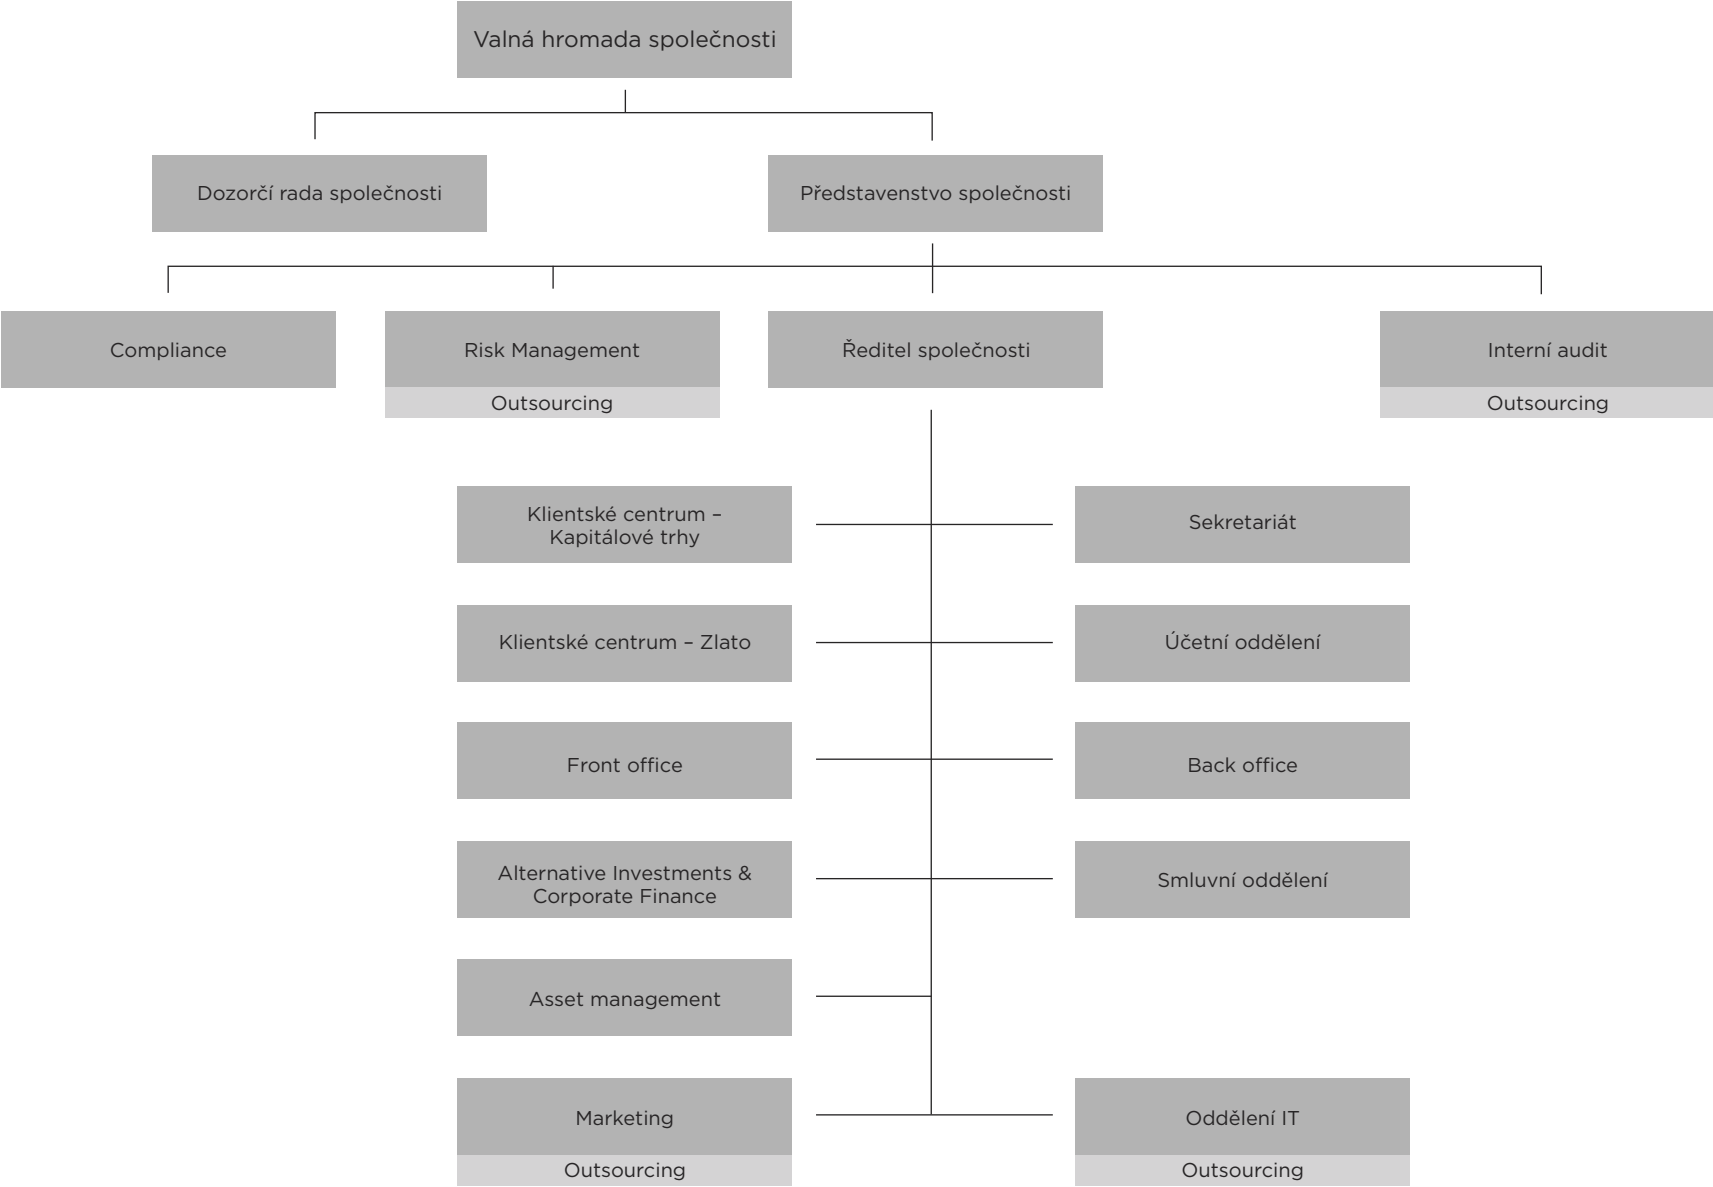 Valná hromada společnosti
Dozorčí rada společnosti
Představenstvo společnosti
Compliance
Risk Management
Outsourcing
Ředitel společnosti
Interní audit
Outsourcing
Klientské centrum –
Kapitálové trhy
Sekretariát
Klientské centrum – Zlato
Účetní oddělení
Front office
Back office
Alternative Investments &
Corporate Finance
Smluvní oddělení
Asset management
Marketing
Outsourcing
Oddělení IT
Outsourcing